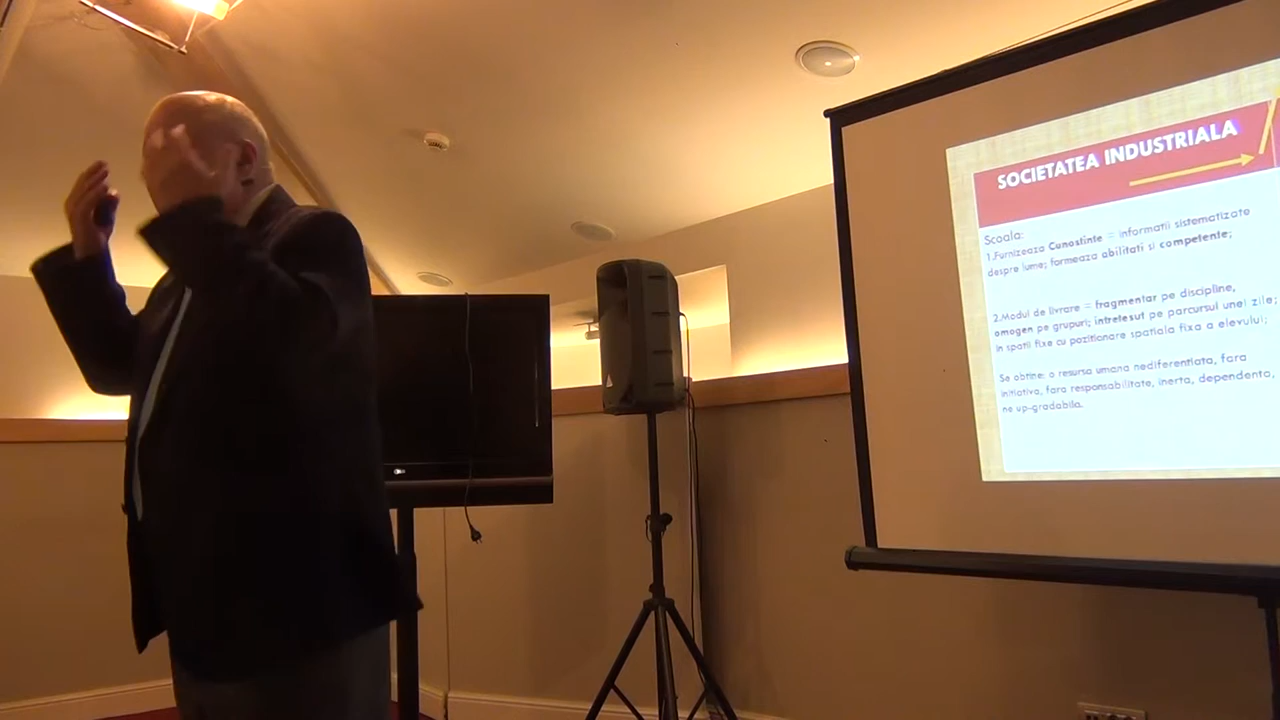 SOCIETATEA INDUSTRIALA
Scoala:
1.Furnizeaza Cunostinte = informatii sistematizate
despre lume; formeaza abilitati si competente;
2.Modul de livrare = fragmentar pe discipline,
omogen pe grupuri; intretesut pe parcursul unei zile;
in spatii fixe cu pozitionare spatiala fixa a elevului;
Se obtine: o resursa umana nediferentiata, fara
initiativa, fara responsabilitate, inerta, dependenta,
ne up-gradabila.